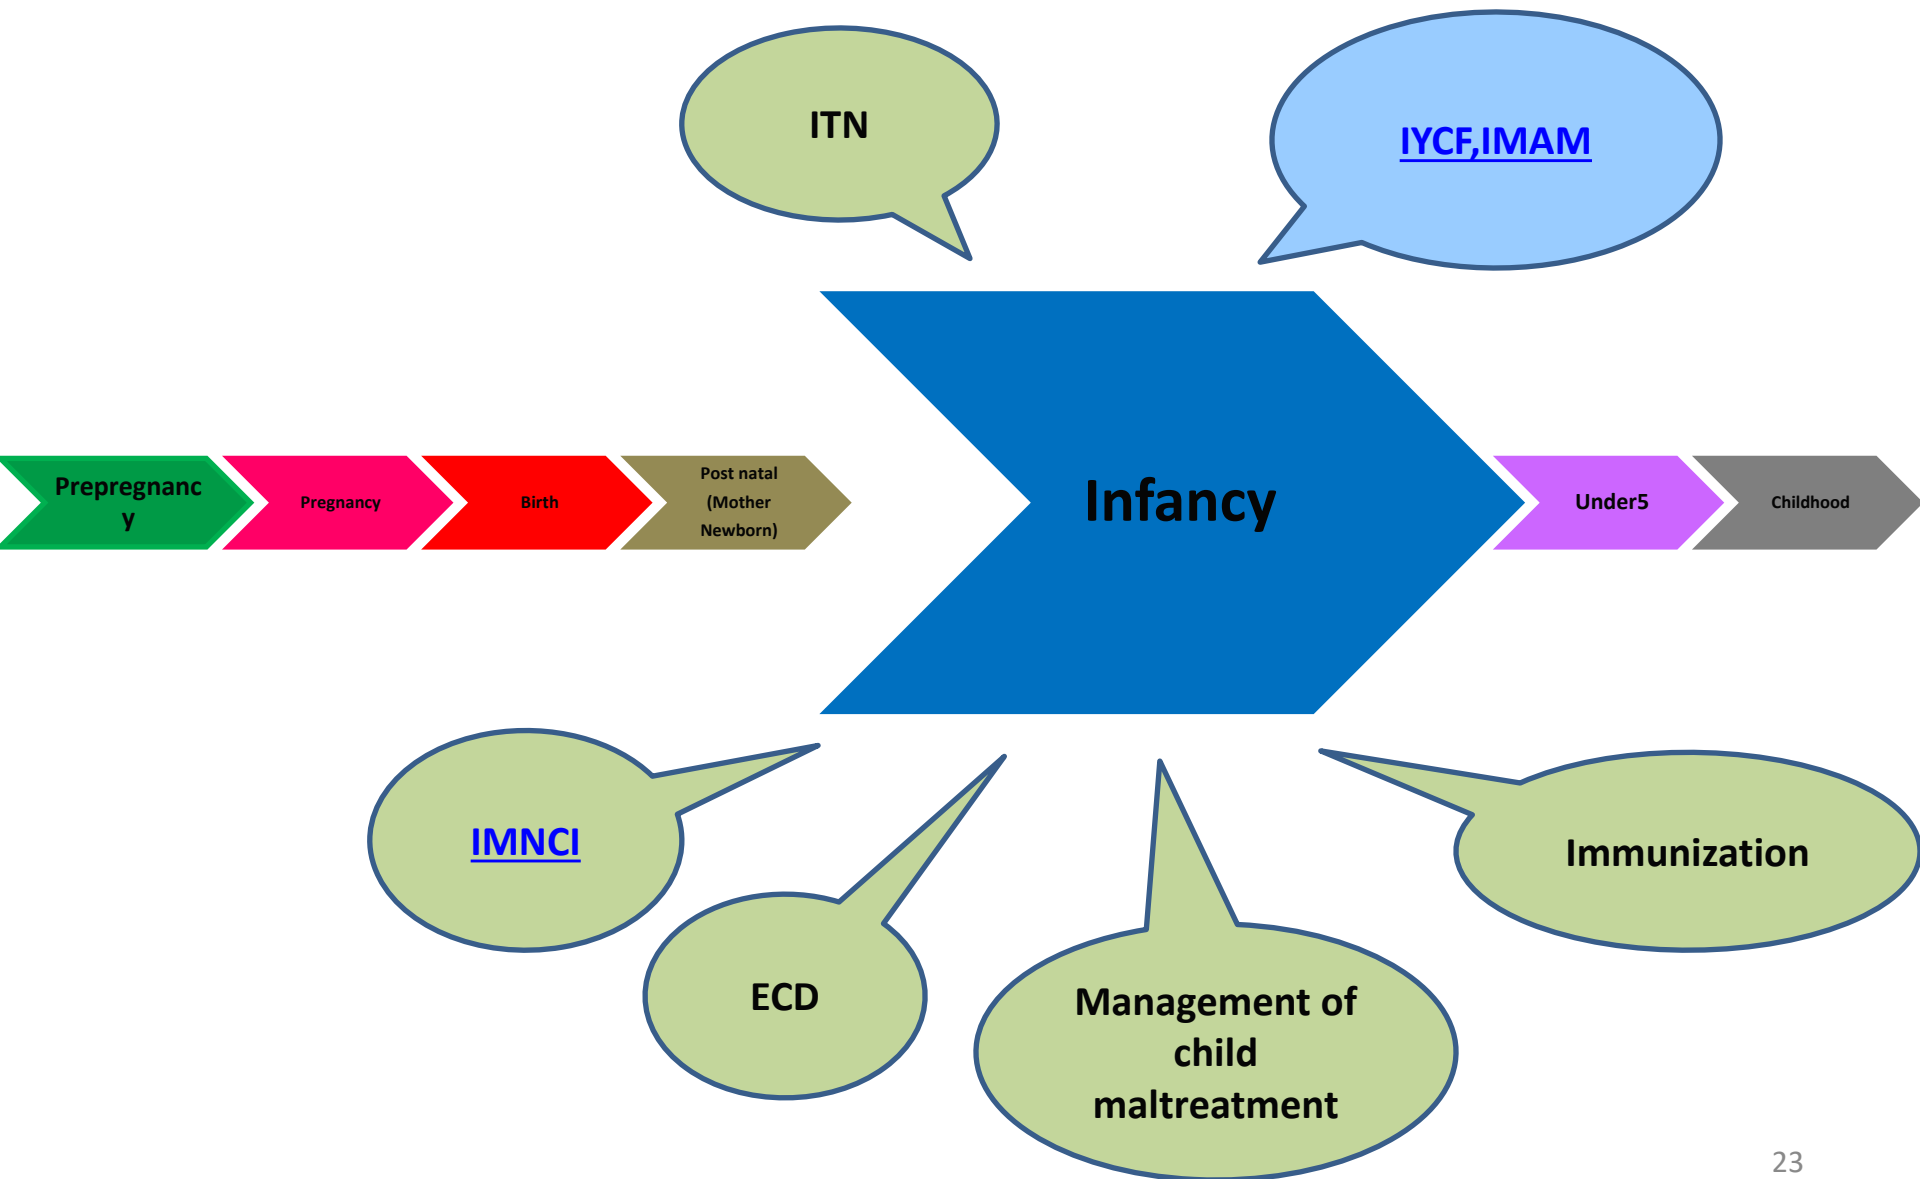 ITN
IYCF,IMAM
Prepregnanc
y
Pregnancy
Birth
Post natal
(Mother
Newborn)
Infancy
Under5
Childhood
IMNCI
ECD
Management of
child
maltreatment
Immunization
23